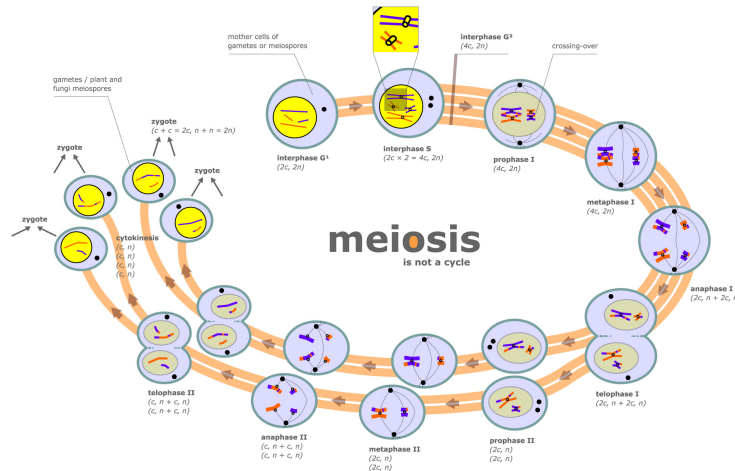 mother cells of
gametes or meiospores
interphase G²
(4c, 2n)
crossing-over
gametes / plant and
fungi meiospores
zygote
(c + c = 2c, n + n = 2n)
zygote
zygote
zygote
interphase G¹
(2c, 2n)
interphase S
(2c × 2 = 4c, 2n)
prophase I
(4c, 2n)
metaphase I
(4c, 2n)
anaphase I
(2c, n + 2c,
meiosis
is not a cycle
cytokinesis
(c, n)
(c, n)
(c, n)
(c, n)
telophase I
(2c, n + 2c, n)
prophase II
(2c, n)
(2c, n)
metaphase II
(2c, n)
(2c, n)
anaphase II
(c, n + c, n)
(c, n + c, n)
telophase II
(c, n + c, n)
(c, n + c, n)